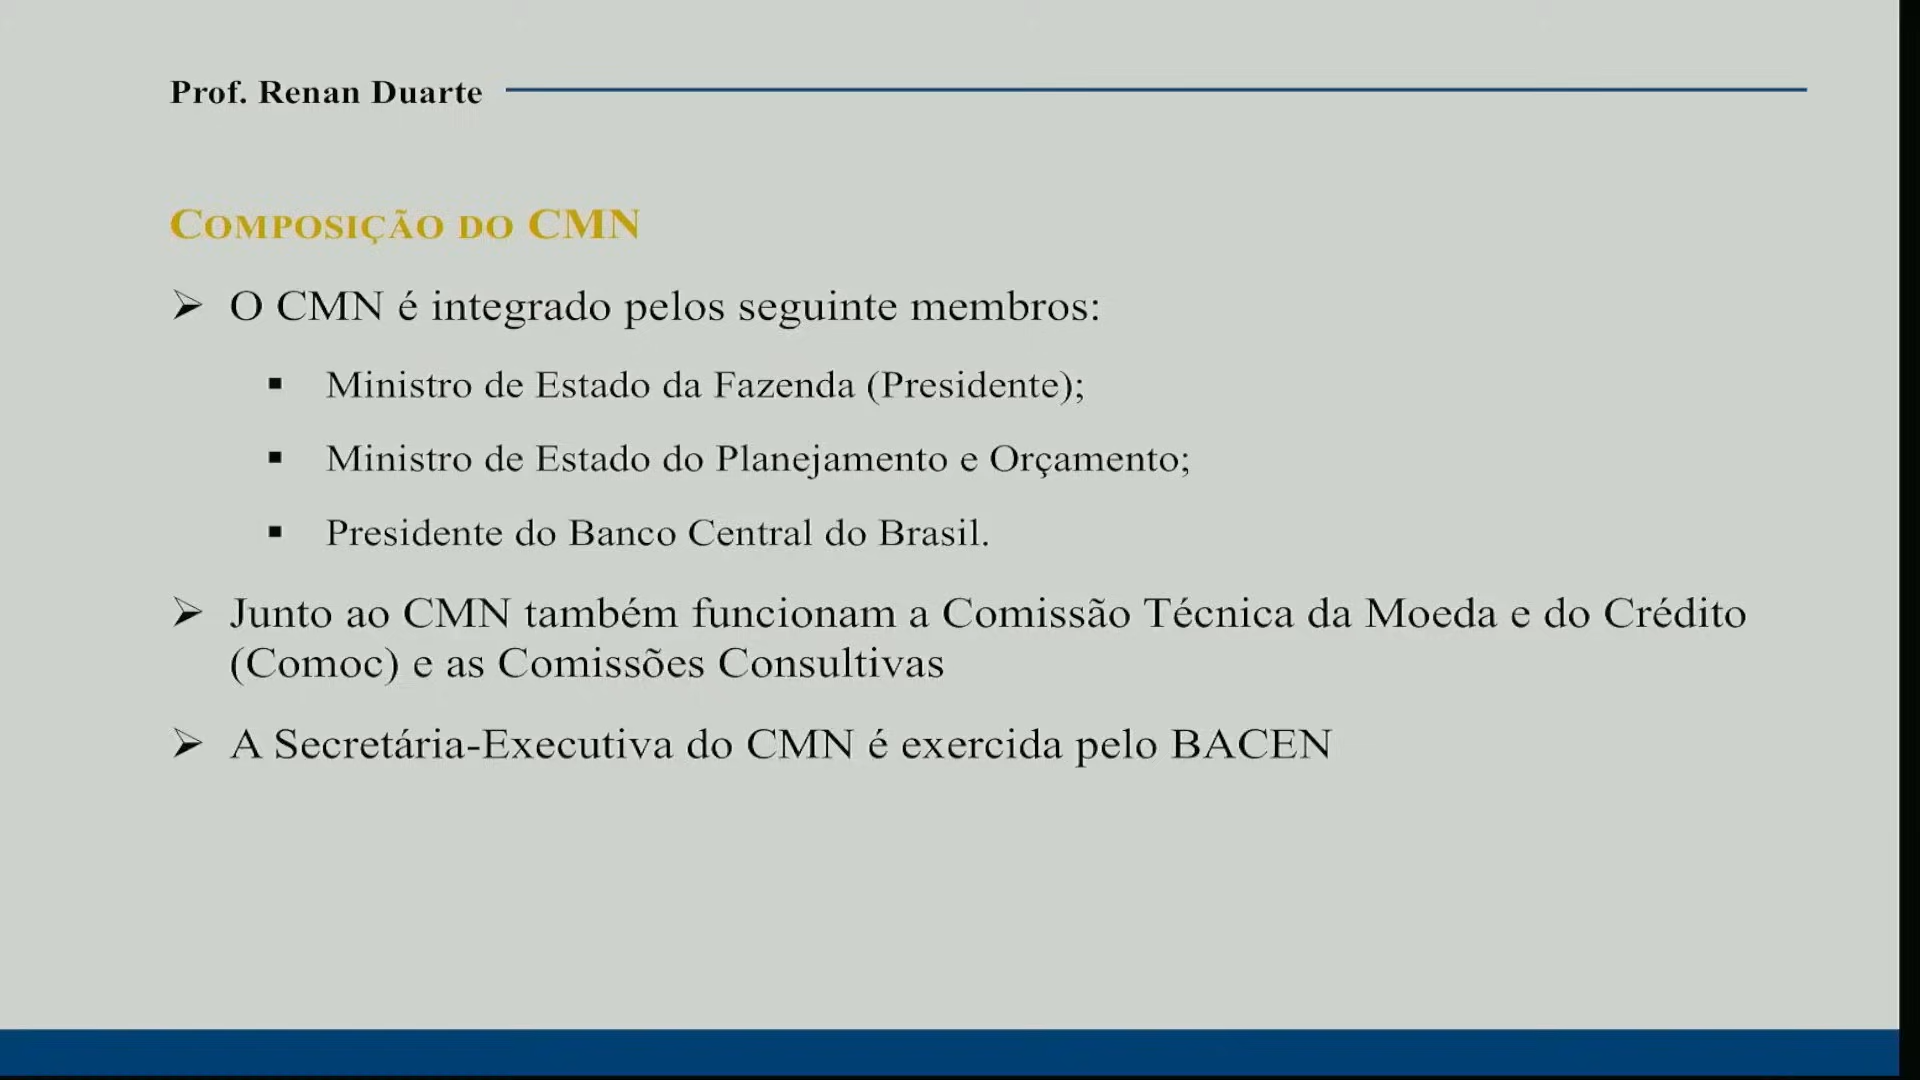 Prof. Renan Duarte
COMPOSIÇÃO DO CMN
➢ O CMN é integrado pelos seguinte membros:
▪ Ministro de Estado da Fazenda (Presidente);
▪ Ministro de Estado do Planejamento e Orçamento;
▪ Presidente do Banco Central do Brasil.
➢ Junto ao CMN também funcionam a Comissão Técnica da Moeda e do Crédito
(Comoc) e as Comissões Consultivas
➢ A Secretária-Executiva do CMN é exercida pelo BACEN